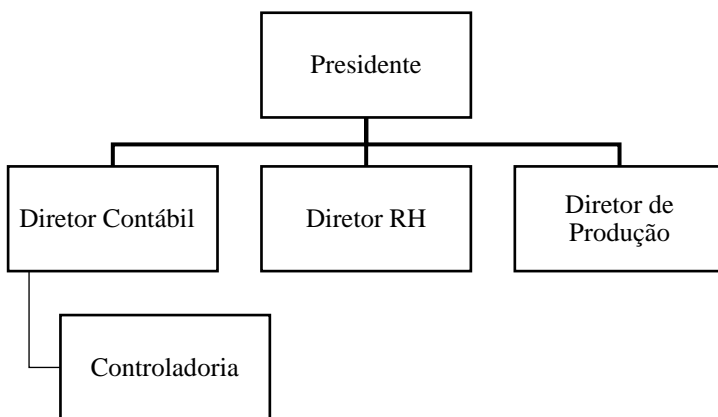 Presidente
Diretor Contábil
Diretor RH
Diretor de
Produção
Controladoria